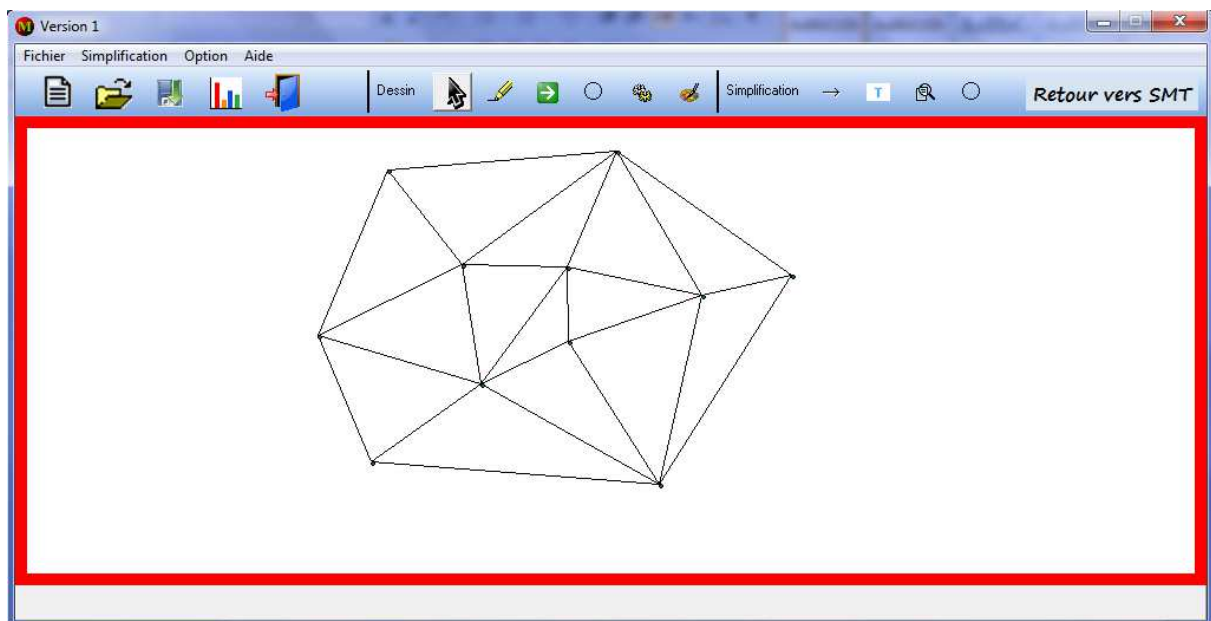 Version 1
Fichier Simplification Option Aide
Dessin Simplification → T Retour vers SMT